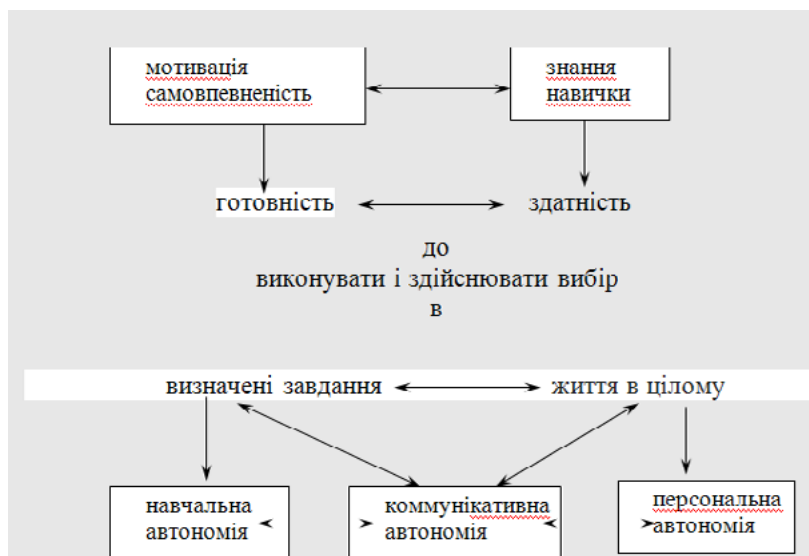 мотивація
самовпевненість
знання
навички
готовність
здатність
до
виконувати і здійснювати вибір
в
визначені завдання
життя в цілому
навчальна
автономія
коммунікативна
автономія
персональна
автономія